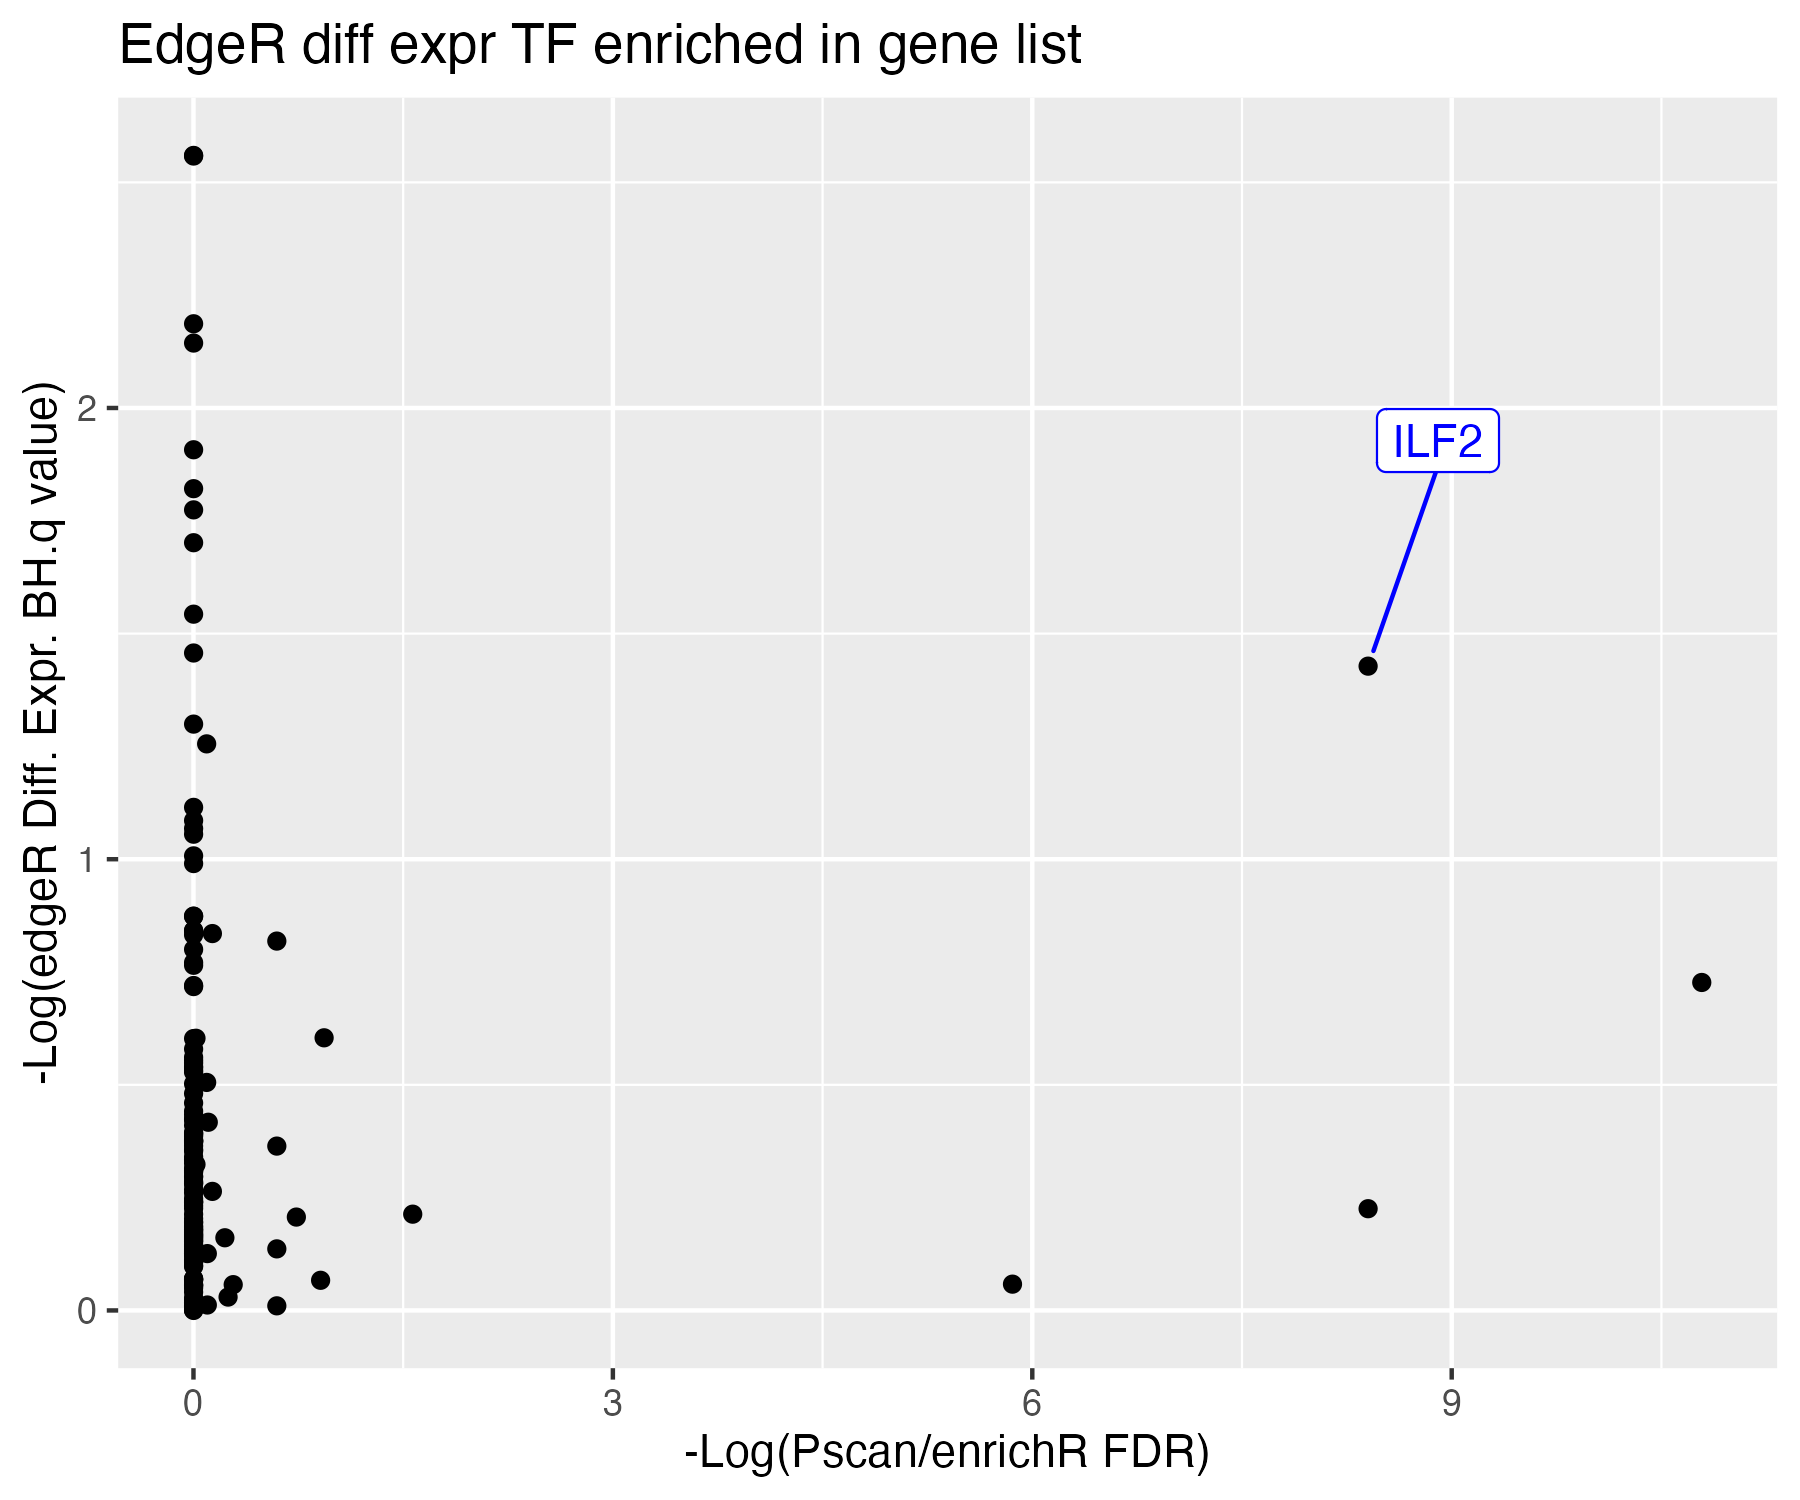 EdgeR diff expr TF enriched in gene list
-Log(edgeR Diff. Expr. BH.q value)
2
1
0
ILF2
0 3 6 9
-Log(Pscan/enrichR FDR)